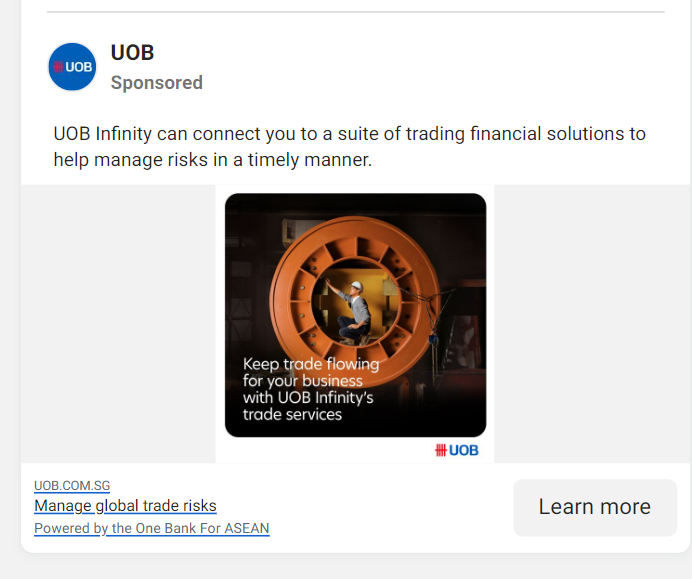 UOB
UOB
Sponsored
UOB Infinity can connect you to a suite of trading financial solutions to
help manage risks in a timely manner.
Keep trade flowing
for your business
with UOB Infinity's
trade services
UOB
UOB.COM.SG
Manage global trade risks
Powered by the One Bank For ASEAN
Learn more